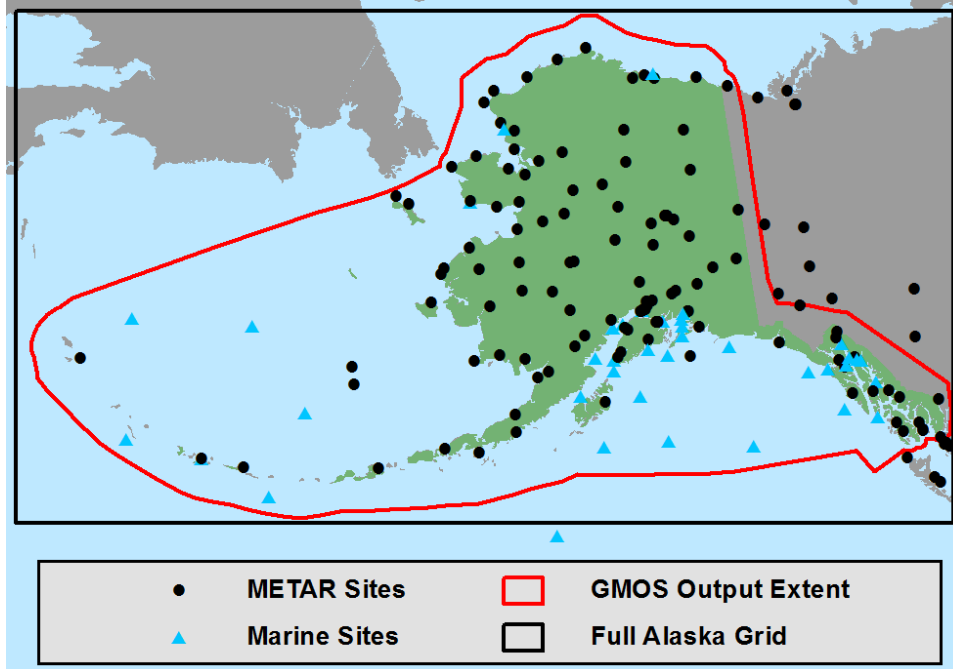 METAR Sites
GMOS Output Extent
Marine Sites
Full Alaska Grid